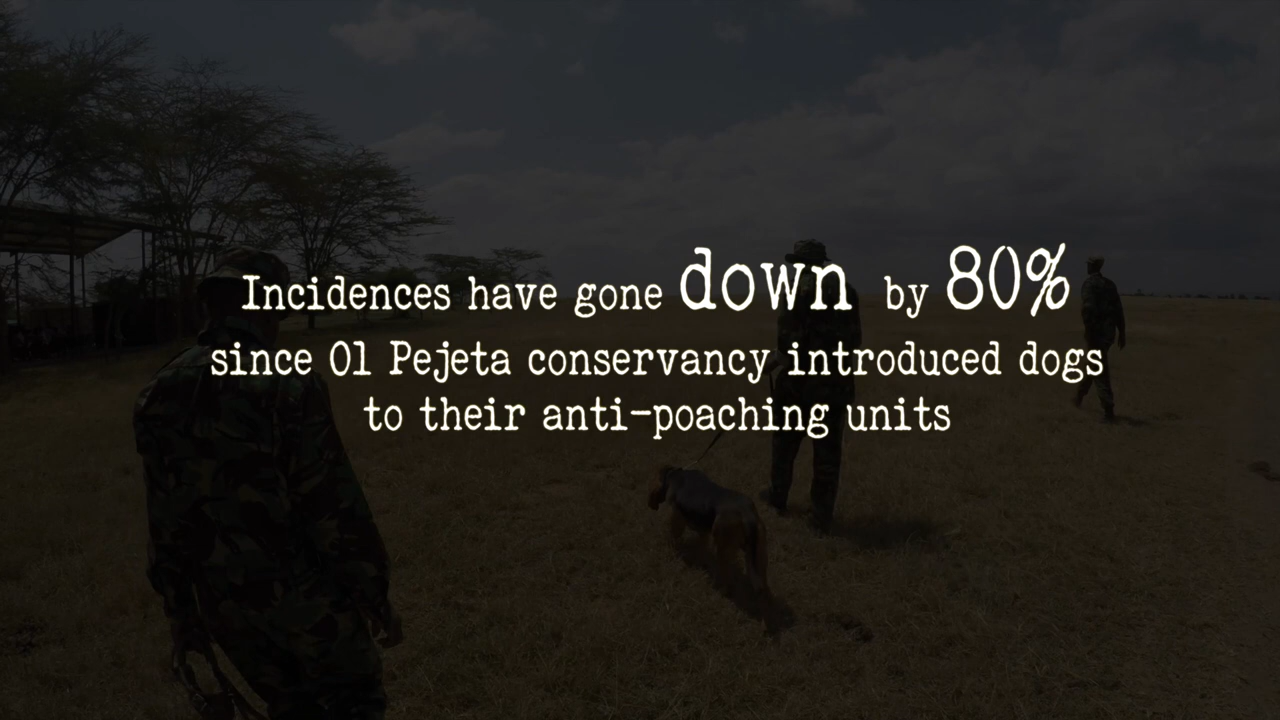 Incidences have gone down by 80%
since Ol Pejeta conservancy introduced dogs
to their anti-poaching units